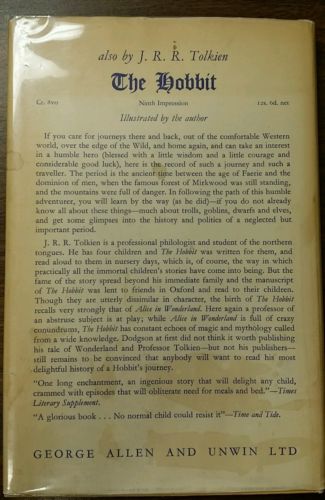 also by J. R. R. Tolkien
The Hobbit
Cr. 8vo Ninth Impression 12s. 6d. net
Illustrated by the author
If you care for journeys there and back, out of the comfortable Western
world, over the edge of the Wild, and home again, and can take an interest
in a humble hero (blessed with a little wisdom and a little courage and
considerable good luck), here is the record of such a journey and such
a traveller. The period is the ancient time between the age of Faerie and the
dominion of men, when the famous forest of Mirkwood was still standing,
and the mountains were full of danger. In following the path of this humble
adventurer, you will learn by the way (as he did)—if you do not already
know all about these things—much about trolls, goblins, dwarfs and elves,
and get some glimpses into the history and politics of a neglected but
important period.
J. R. R. Tolkien is a professional philologist and student of the northern
tongues. He has four children and The Hobbit was written for them, and
read aloud to them in nursery days, which is, of course, the way in which
practically all the immortal children's stories have come into being. But the
fame of the story spread beyond his immediate family and the manuscript
of The Hobbit was lent to friends in Oxford and read to their children.
Though they are utterly dissimilar in character, the birth of The Hobbit
recalls very strongly that of Alice in Wonderland. Here again a professor of
an abstruse subject is at play; while Alice in Wonderland is full of crazy
conundrums, The Hobbit has constant echoes of magic and mythology culled
from a wide knowledge. Dodgson at first did not think it worth publishing
his tale of Wonderland and Professor Tolkien—but not his publishers—
still remains to be convinced that anybody will want to read his most
delightful history of a Hobbit's journey.
"One long enchantment, an ingenious story that will delight any child,
crammed with episodes that will obliterate need for meals and bed."—Times
Literary Supplement.
"A glorious book . . . No normal child could resist it"—Time and Tide.
GEORGE ALLEN AND UNWIN LTD